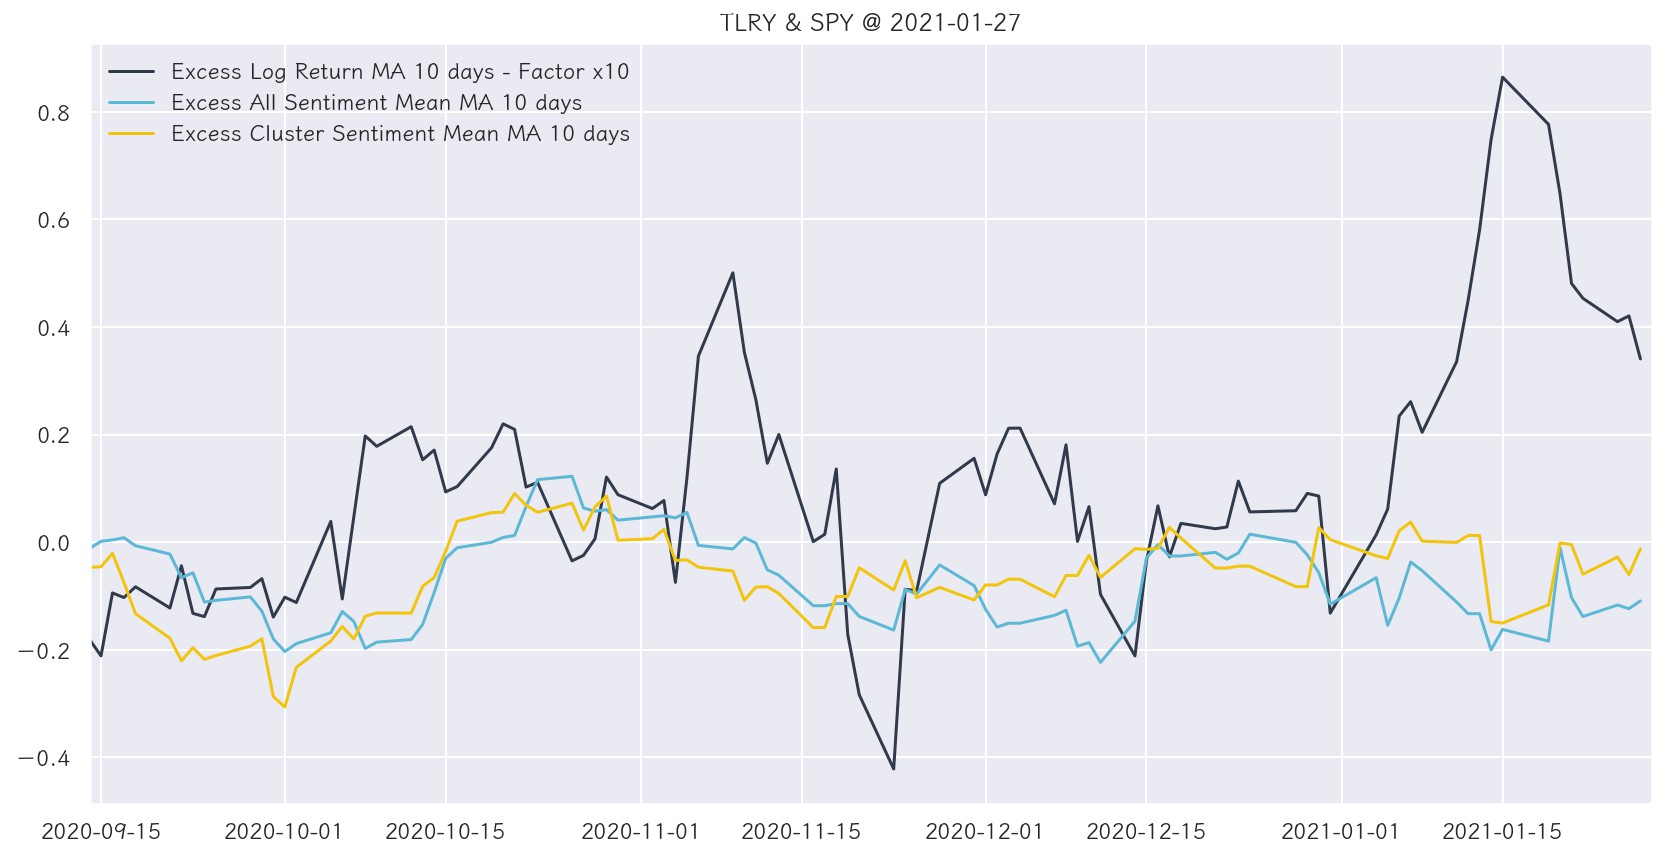 TLRY & SPY @ 2021-01-27
Excess Log Return MA 10 days - Factor x10
Excess All Sentiment Mean MA 10 days
Excess Cluster Sentiment Mean MA 10 days
0.8
0.6
0.4
0.2
0.0
−0.2
−0.4
2020-09-15 2020-10-01 2020-10-15 2020-11-01 2020-11-15 2020-12-01 2020-12-15 2021-01-01 2021-01-15